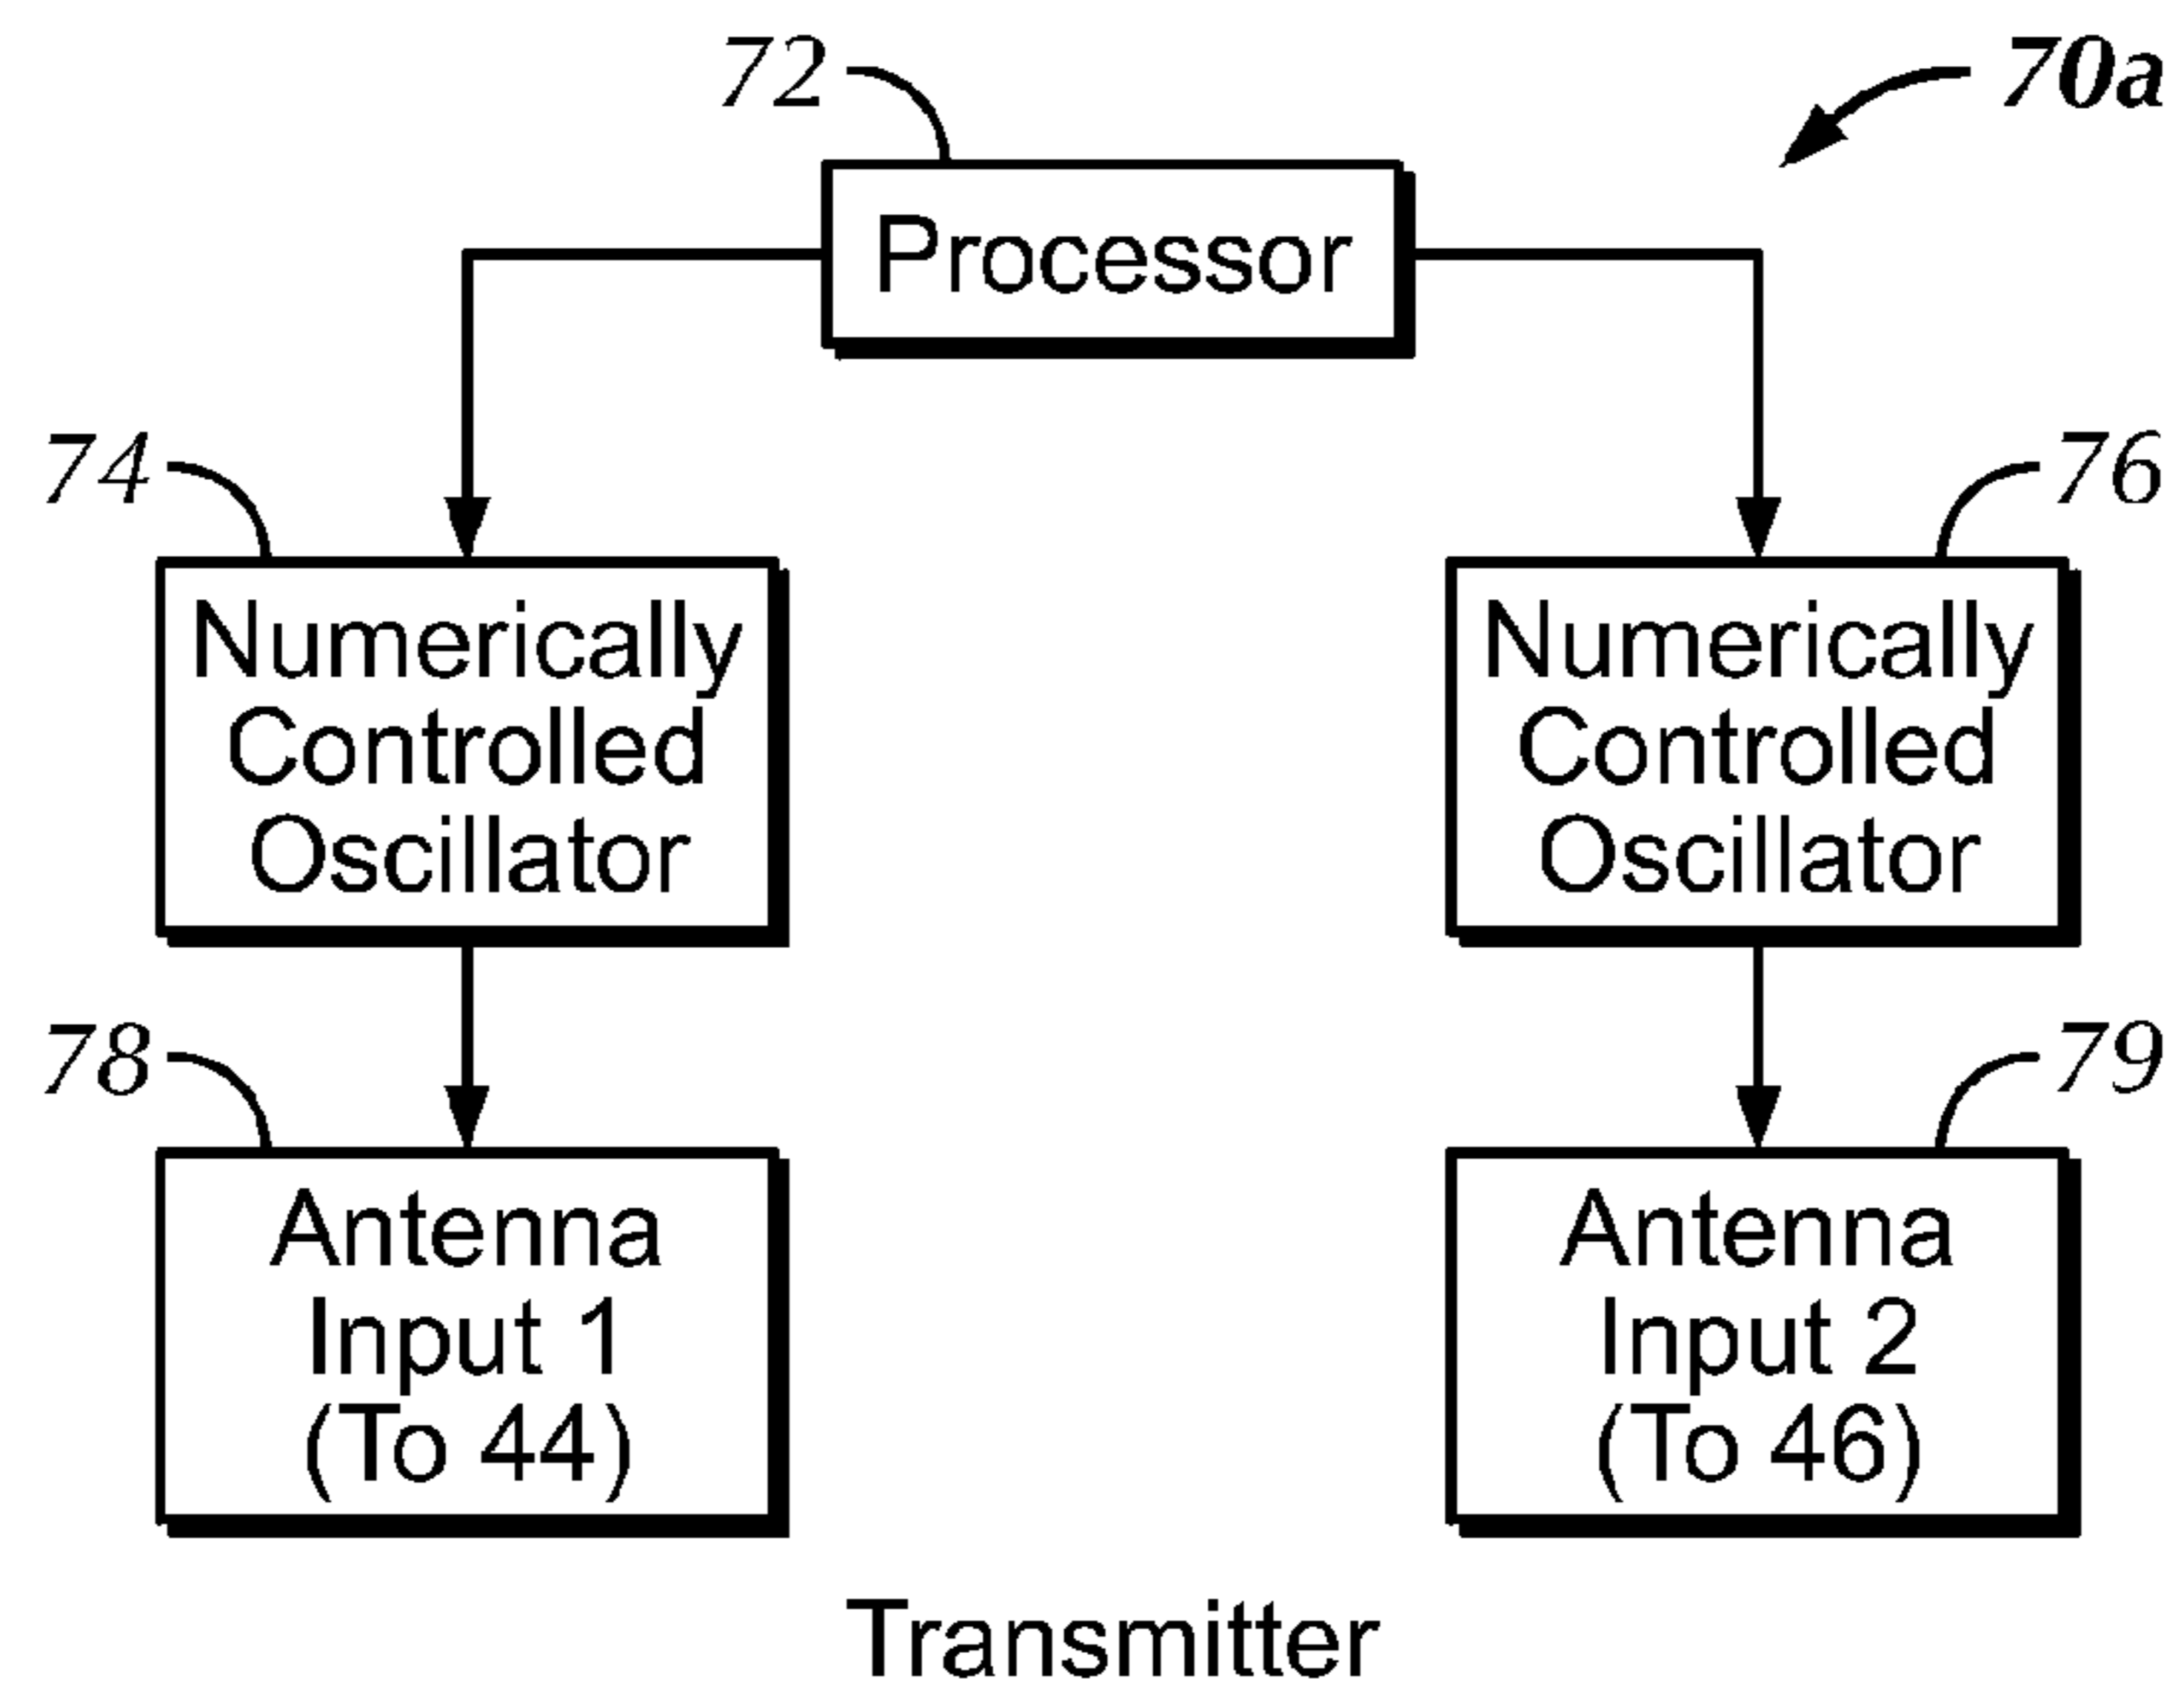 72
70a
Processor
74
76
Numerically
Controlled
Oscillator
Numerically
Controlled
Oscillator
78
79
Antenna
Input 1
(To 44)
Antenna
Input 2
(To 46)
Transmitter